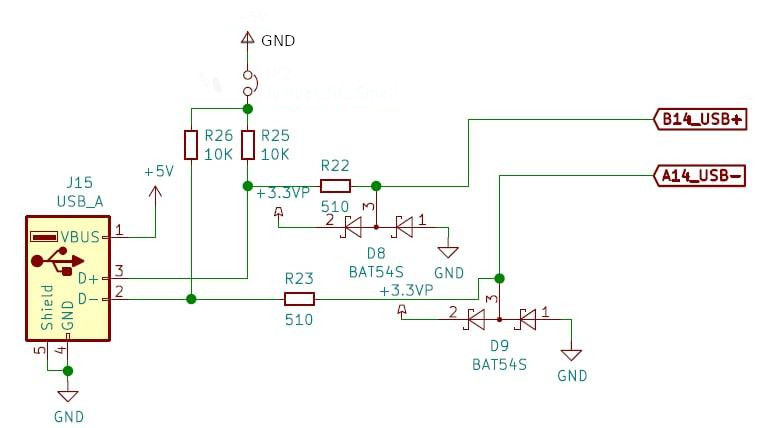 GND
B14_USB+
R26 R25
10K 10K
R22
A14_USB-
+5V
+3.3VP
J15
USB_A
510
3
2 1
1
VBUS
D8
BAT54S
GND
D+ 3
D- 2
R23
510
+3.3VP
3
2 1
Shield
GND
D9
BAT54S
GND
5 4
GND